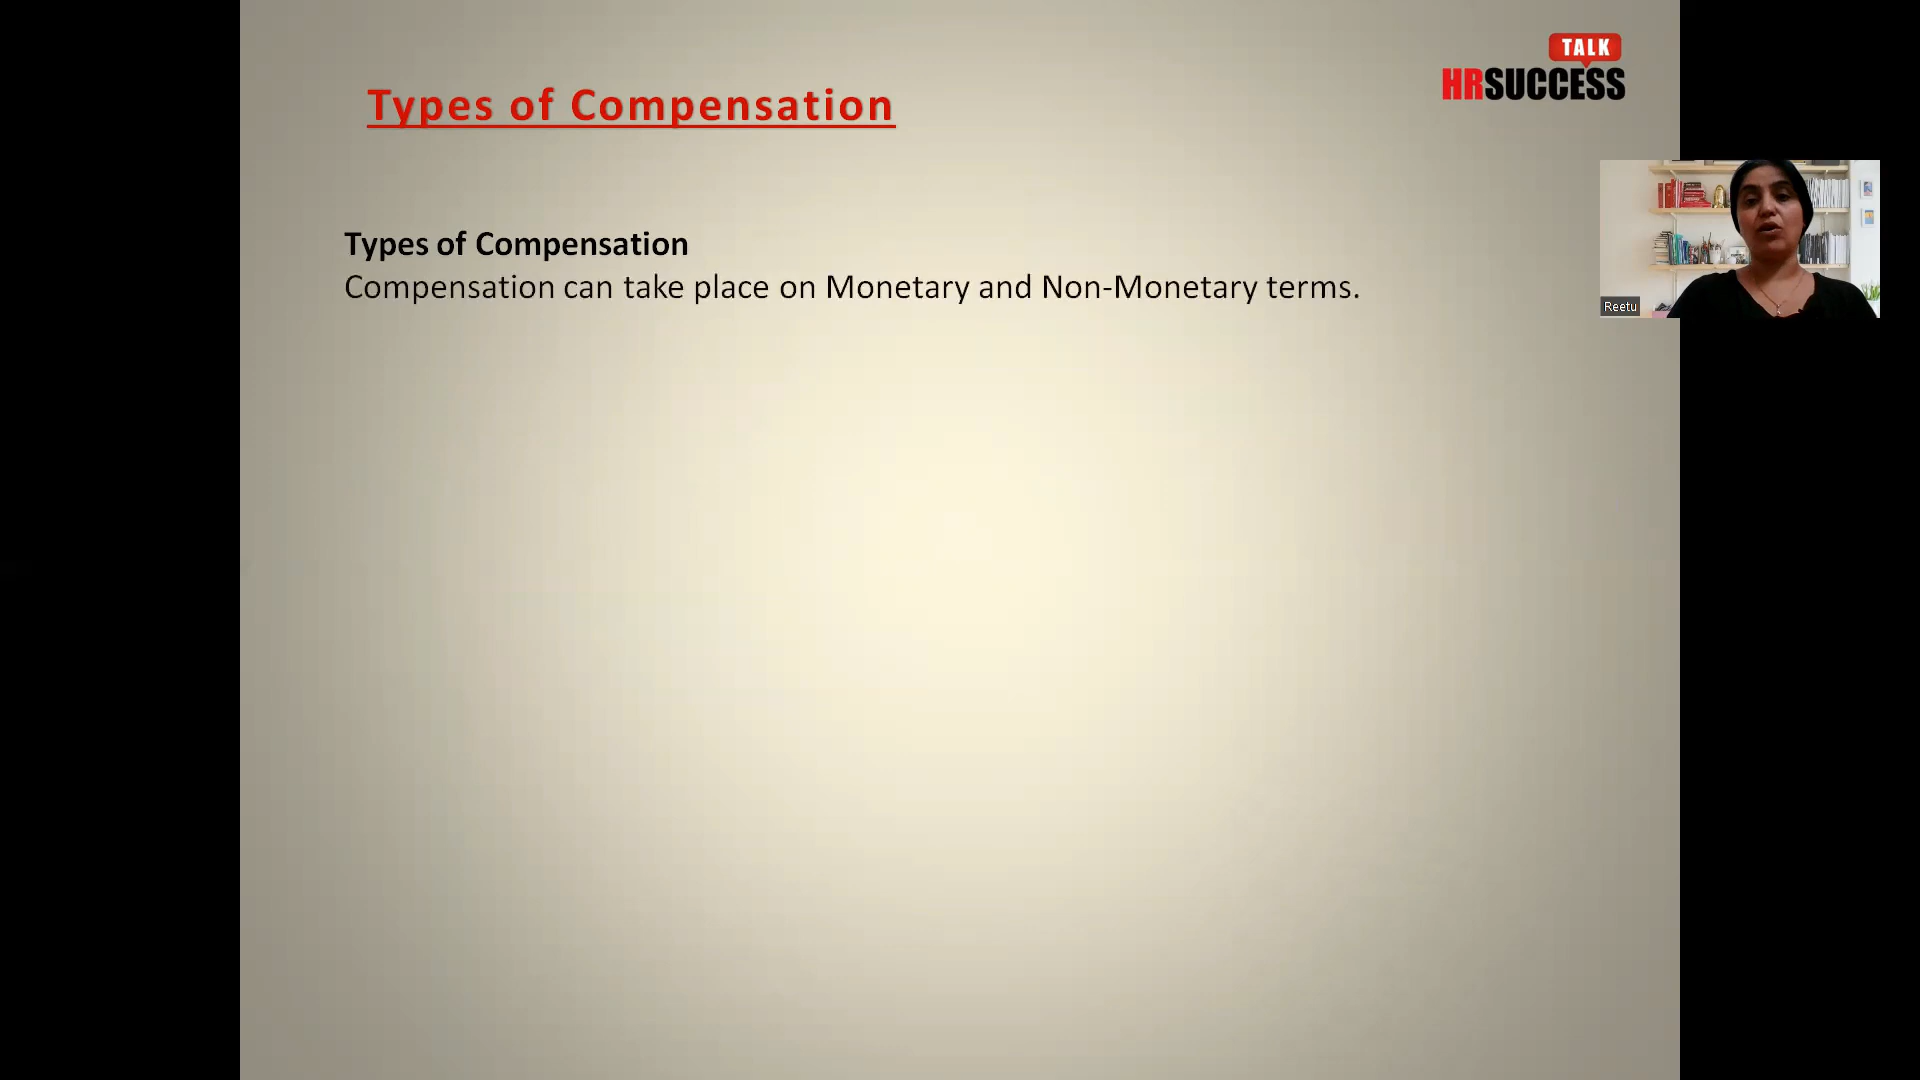 TALK
HRSUCCESS
Types of Compensation
Types of Compensation
Compensation can take place on Monetary and Non-Monetary terms.
Reetu